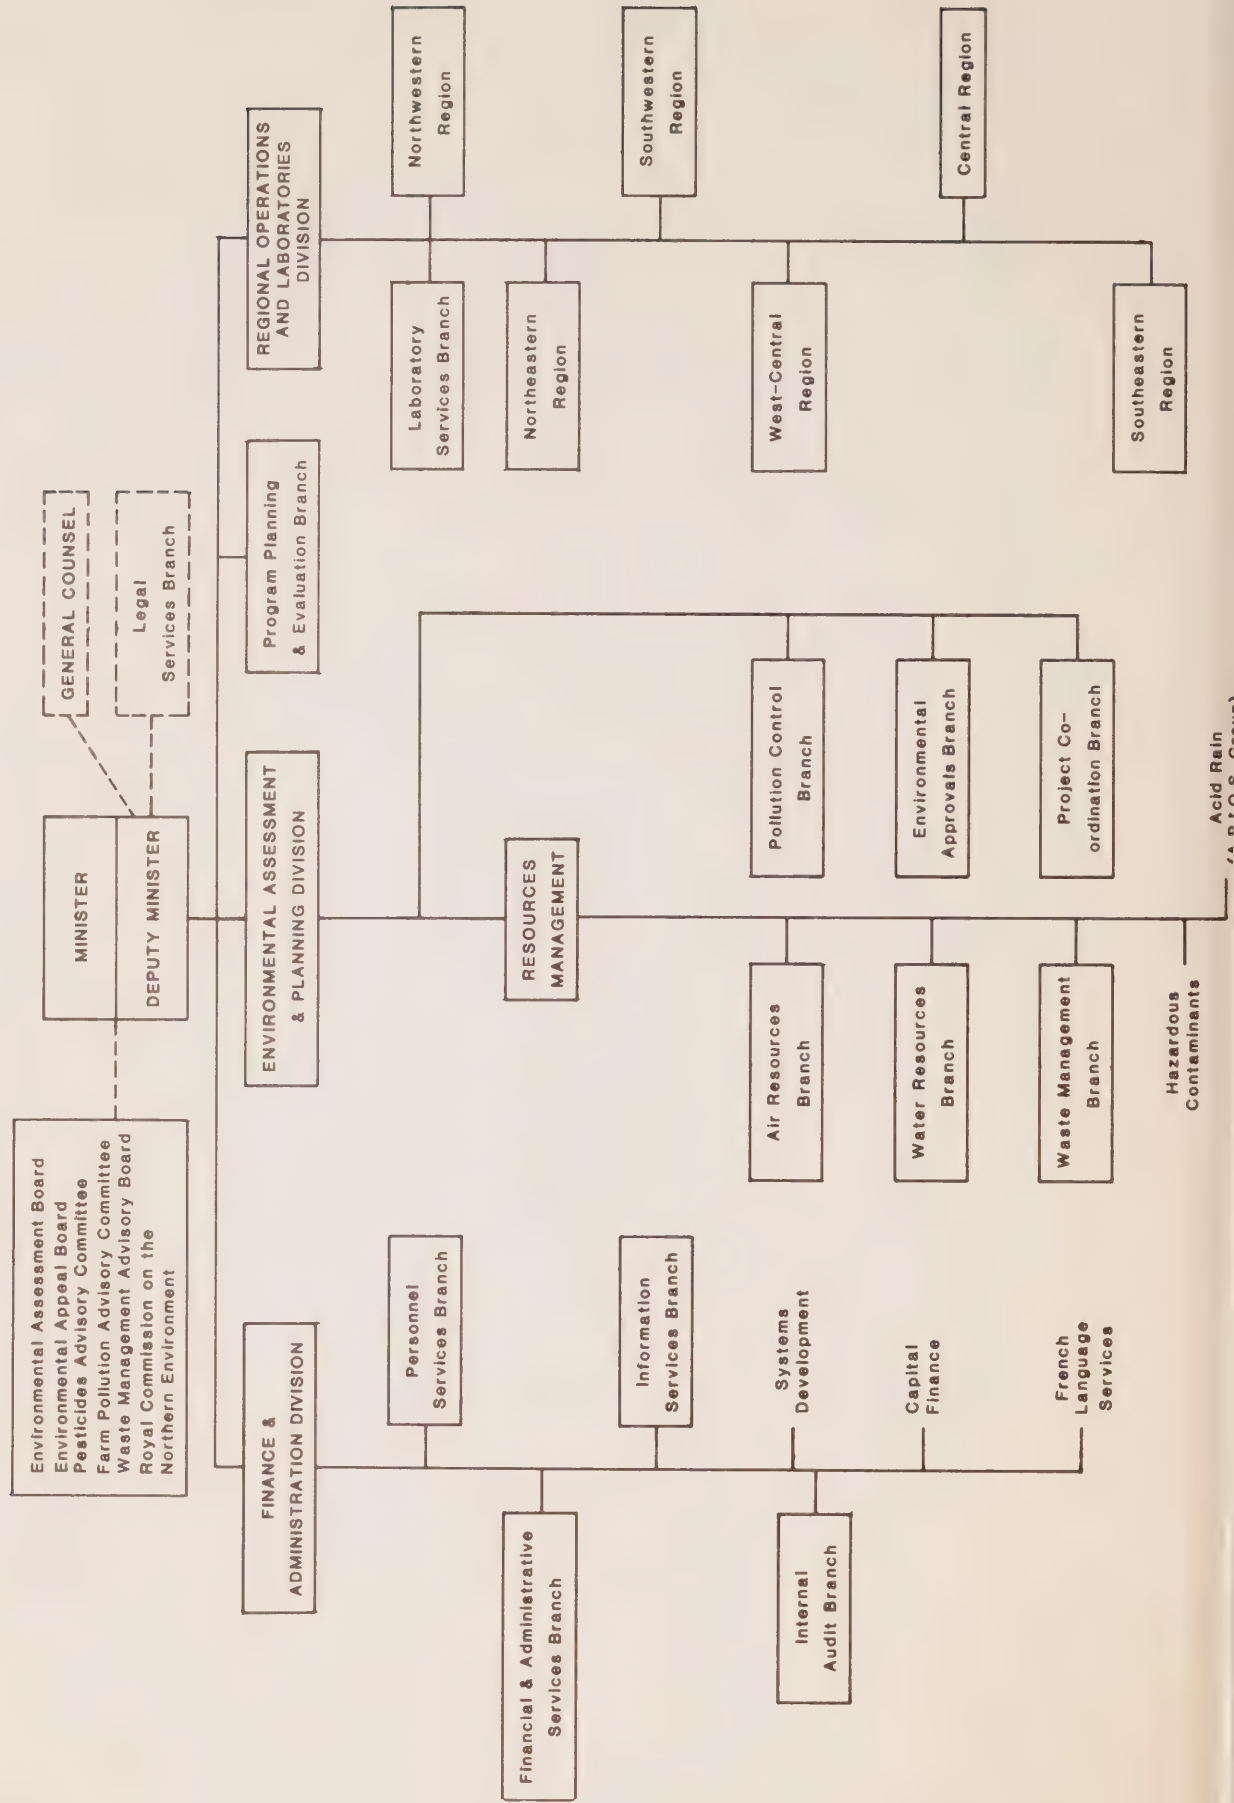 Environmental Assessment Board
Environmental Appeal Board
Pesticides Advisory Committee
Farm Pollution Advisory Committee
Waste Management Advisory Board
Royal Commission on the
Northern Environment
MINISTER
DEPUTY MINISTER
GENERAL COUNSEL
Legal
Services Branch
FINANCE &
ADMINISTRATION DIVISION
ENVIRONMENTAL ASSESSMENT
& PLANNING DIVISION
Program Planning
& Evaluation Branch
REGIONAL OPERATIONS
AND LABORATORIES
DIVISION
Personnel
Services Branch
Financial & Administrative
Services Branch
Information
Services Branch
Systems
Development
Internal
Audit Branch
Capital
Finance
French
Language
Services
RESOURCES
MANAGEMENT
Air Resources
Branch
Pollution Control
Branch
Water Resources
Branch
Environmental
Approvals Branch
Waste Management
Branch
Project Co-
ordination Branch
Hazardous
Contaminants
Acid Rain
Laboratory
Services Branch
Northwestern
Region
Northeastern
Region
Southwestern
Region
West-Central
Region
Central Region
Southeastern
Region